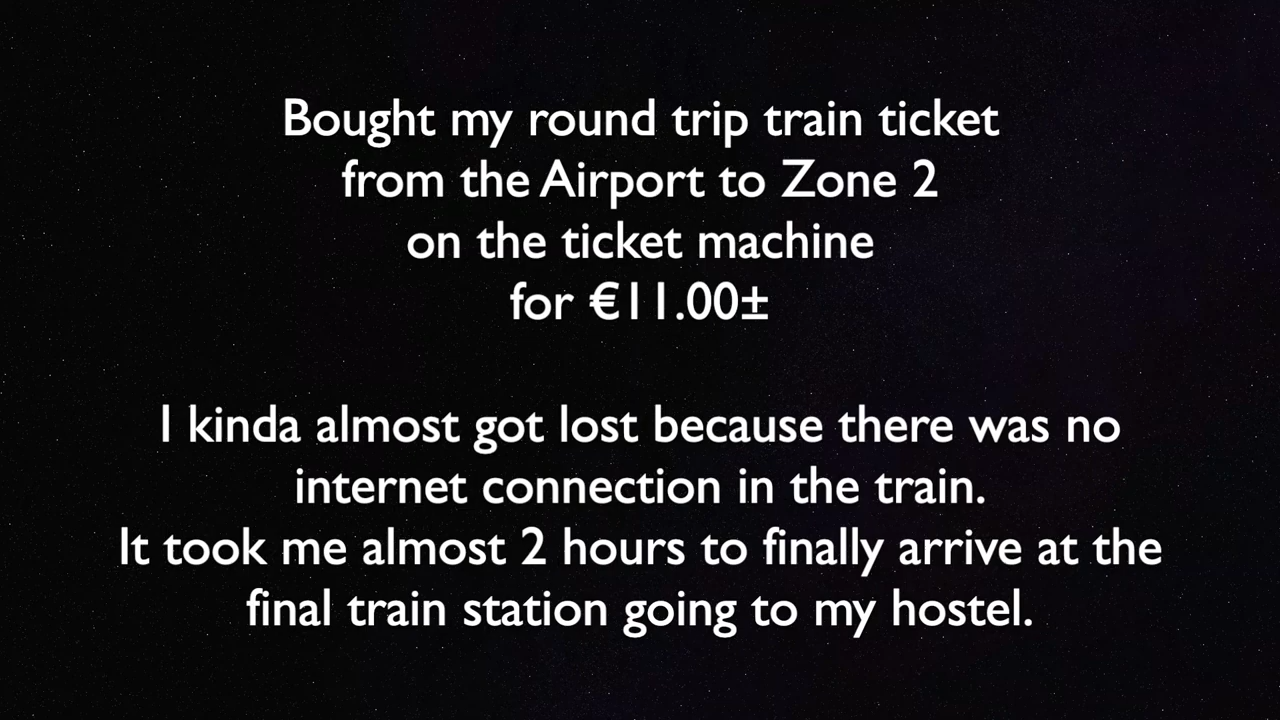 Bought my round trip train ticket
from the Airport to Zone 2
on the ticket machine
for €11.00±
I kinda almost got lost because there was no
internet connection in the train.
It took me almost 2 hours to finally arrive at the
final train station going to my hostel.